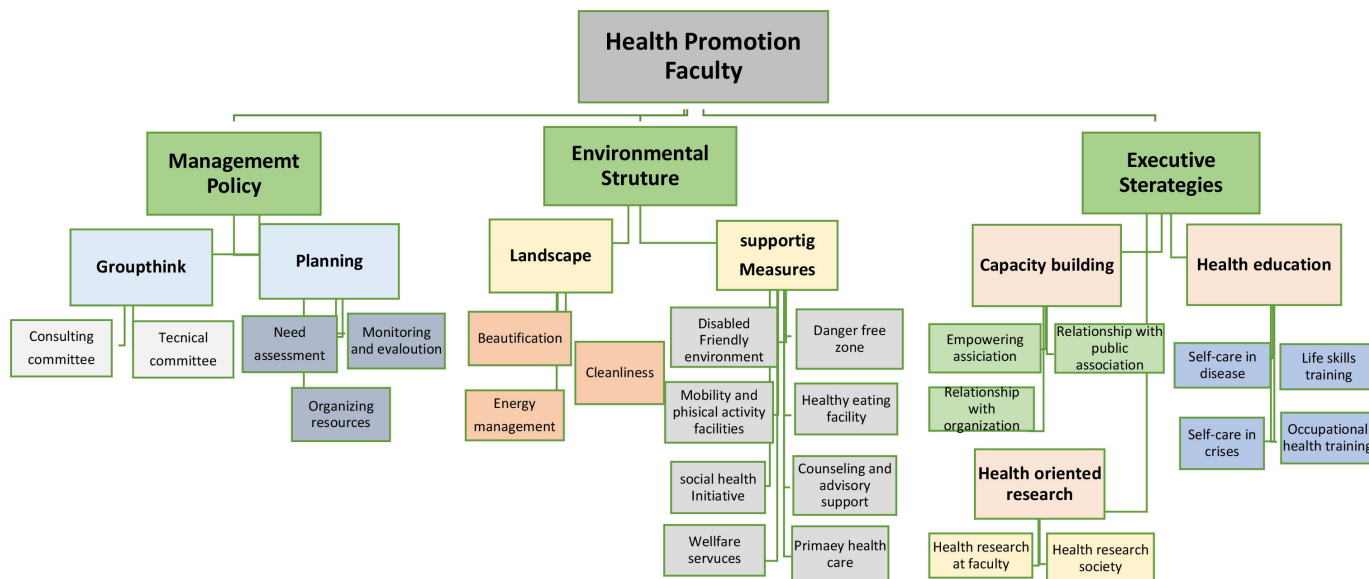 Health Promotion
Faculty
Managememt
Policy
Environmental
Struture
Executive
Sterategies
Groupthink
Planning
Landscape
supportig
Measures
Capacity building
Health education
Consulting
committee
Tecnical
committee
Need
assessment
Monitoring
and evaloution
Organizing
resources
Beautification
Cleanliness
Energy
management
Disabled
Friendly
environment
Danger free
zone
Mobility and
phisical activity
facilities
Healthy eating
facility
social health
Initiative
Counseling and
advisory
support
Wellfare
servuces
Primaey health
care
Empowering
assiciation
Relationship with
public
association
Relationship
with
organization
Self-care in
disease
Life skills
training
Self-care in
crises
Occupational
health training
Health oriented
research
Health research
at faculty
Health research
society